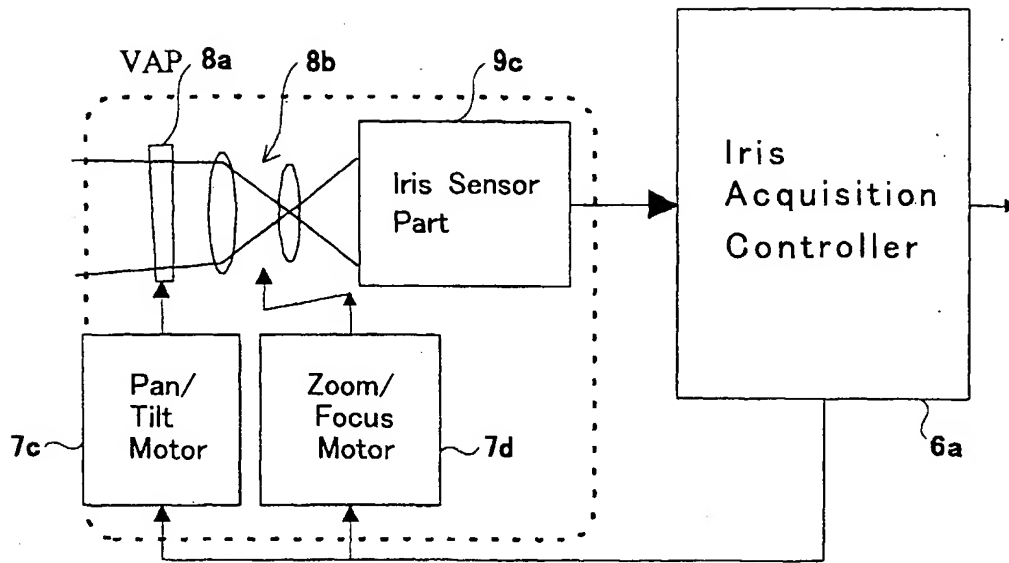 VAP 8a
8b
9c
Iris Sensor
Part
Iris
Acquisition
Controller
Pan/
Tilt
Motor
Zoom/
Focus
Motor
7c
7d
6a